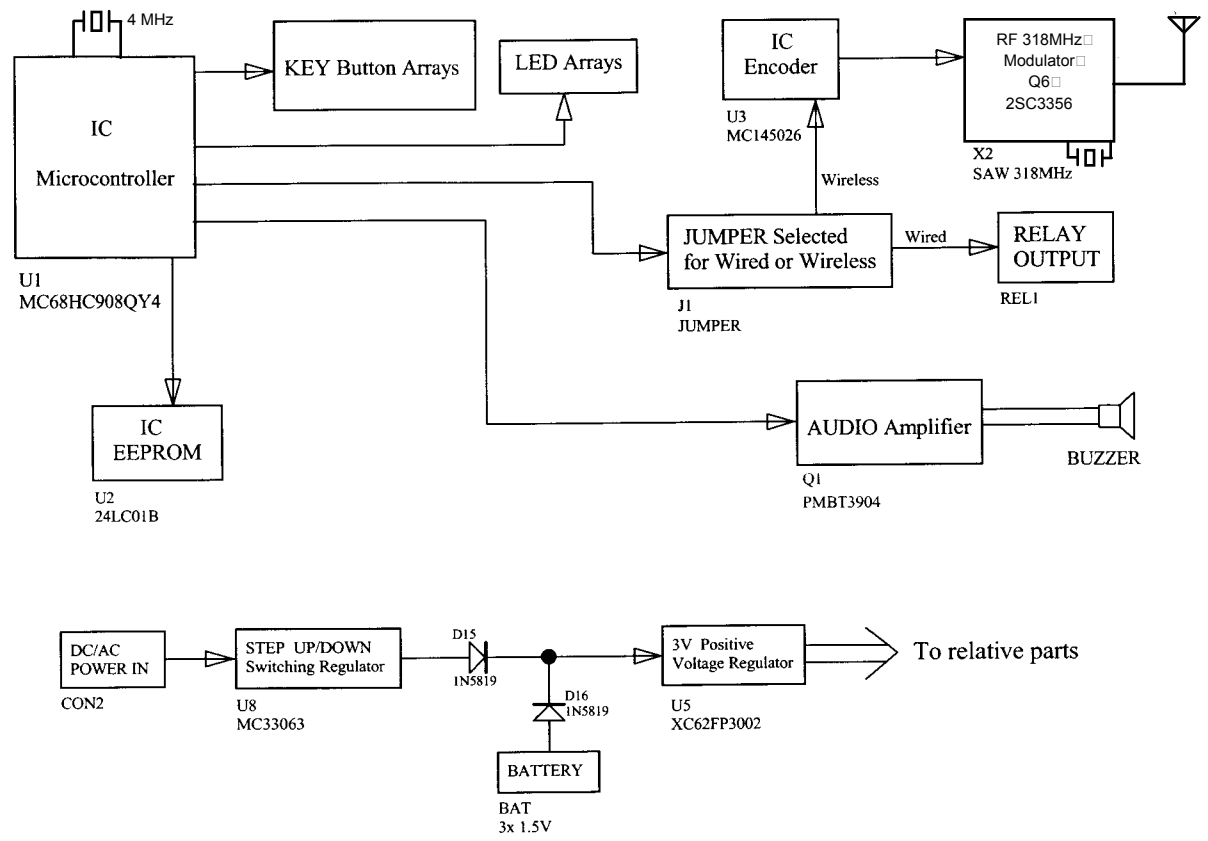 4 MHz
IC
Microcontroller
U1
MC68HC908QY4
KEY Button Arrays
LED Arrays
IC
Encoder
U3
MC145026
RF 318MHz□
Modulator□
Q6□
2SC3356
X2
SAW 318MHz
Wireless
JUMPER Selected
for Wired or Wireless
J1
JUMPER
Wired
RELAY
OUTPUT
REL1
IC
EEPROM
U2
24LC01B
AUDIO Amplifier
Q1
PMBT3904
BUZZER
DC/AC
POWER IN
CON2
STEP UP/DOWN
Switching Regulator
U8
MC33063
D15
1N5819
D16
1N5819
BATTERY
BAT
3x 1.5V
3V Positive
Voltage Regulator
U5
XC62FP3002
To relative parts